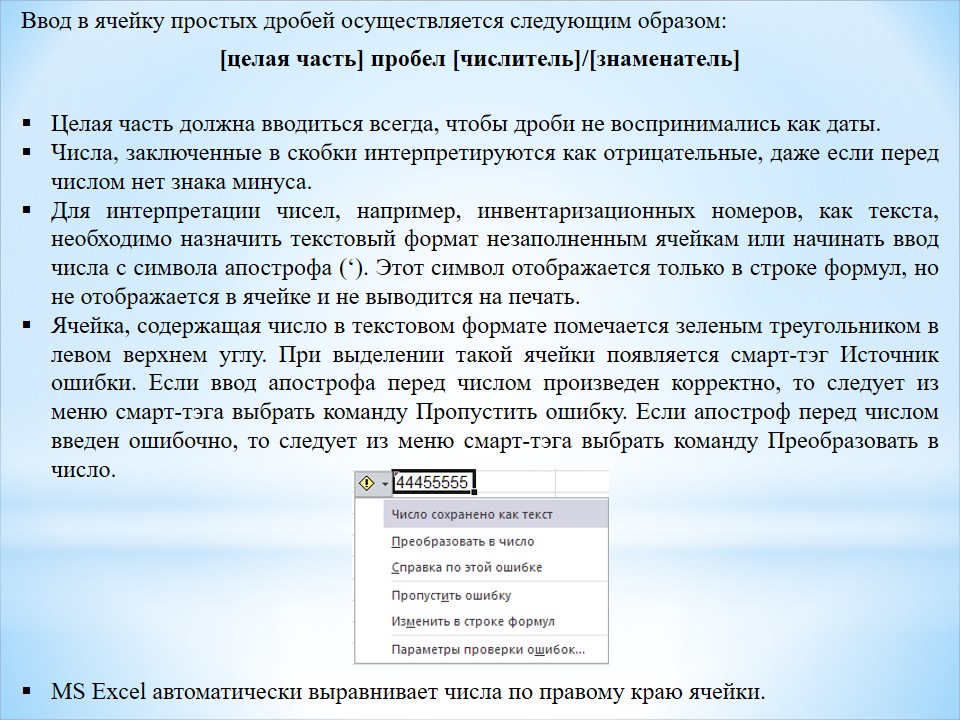 Ввод в ячейку простых дробей осуществляется следующим образом:
[целая часть] пробел [числитель]/[знаменатель]
▪ Целая часть должна вводиться всегда, чтобы дроби не воспринимались как даты.
▪ Числа, заключенные в скобки интерпретируются как отрицательные, даже если перед
числом нет знака минуса.
▪ Для интерпретации чисел, например, инвентаризационных номеров, как текста,
необходимо назначить текстовый формат незаполненным ячейкам или начинать ввод
числа с символа апострофа (‘). Этот символ отображается только в строке формул, но
не отображается в ячейке и не выводится на печать.
▪ Ячейка, содержащая число в текстовом формате помечается зеленым треугольником в
левом верхнем углу. При выделении такой ячейки появляется смарт-тэг Источник
ошибки. Если ввод апострофа перед числом произведен корректно, то следует из
меню смарт-тэга выбрать команду Пропустить ошибку. Если апостроф перед числом
введен ошибочно, то следует из меню смарт-тэга выбрать команду Преобразовать в
число.
44455555
Число сохранено как текст
Преобразовать в число
Справка по этой ошибке
Пропустить ошибку
Изменить в строке формул
Параметры проверки ошибок...
▪ MS Excel автоматически выравнивает числа по правому краю ячейки.